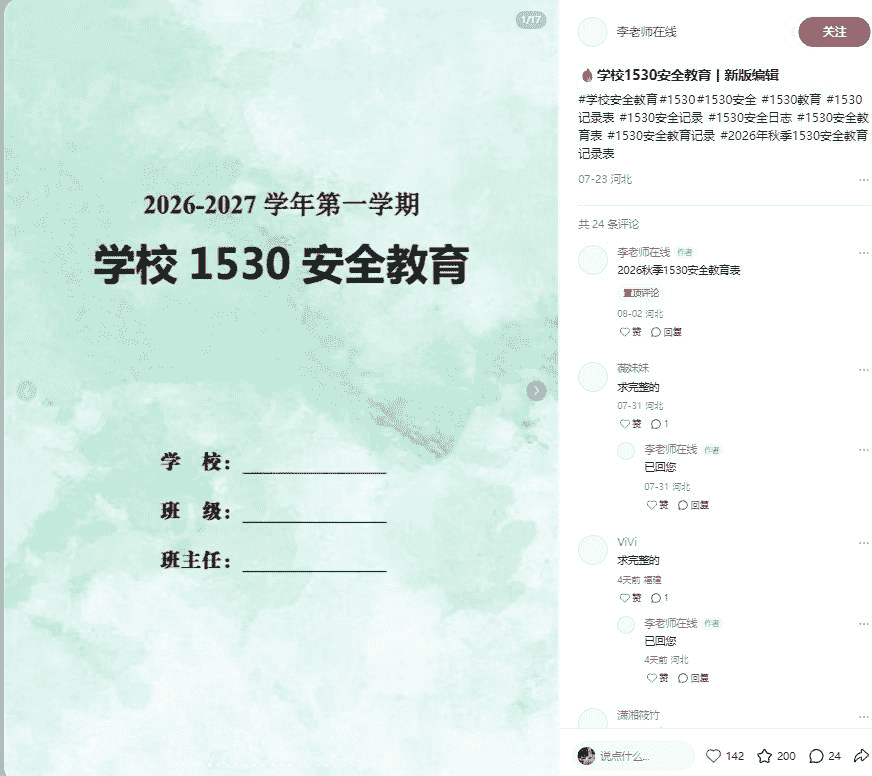 1/17
2026-2027 学年第一学期
学校 1530 安全教育
学 校：
班 级：
班主任：
李老师在线
关注
学校1530安全教育丨新版编辑
#学校安全教育#1530#1530安全 #1530教育 #1530
记录表 #1530安全记录 #1530安全日志 #1530安全教
育表 #1530安全教育记录 #2026年秋季1530安全教育
记录表
07-23 河北
共 24 条评论
李老师在线 作者
2026秋季1530安全教育表
置顶评论
08-02 河北
赞 回复
薇妹妹
求完整的
07-31 河北
赞 1
李老师在线 作者
已回您
07-31 河北
赞 回复
ViVi
求完整的
4天前 福建
赞 1
李老师在线 作者
已回您
4天前 河北
赞 回复
潇湘筱竹
说点什么...
142 200 24